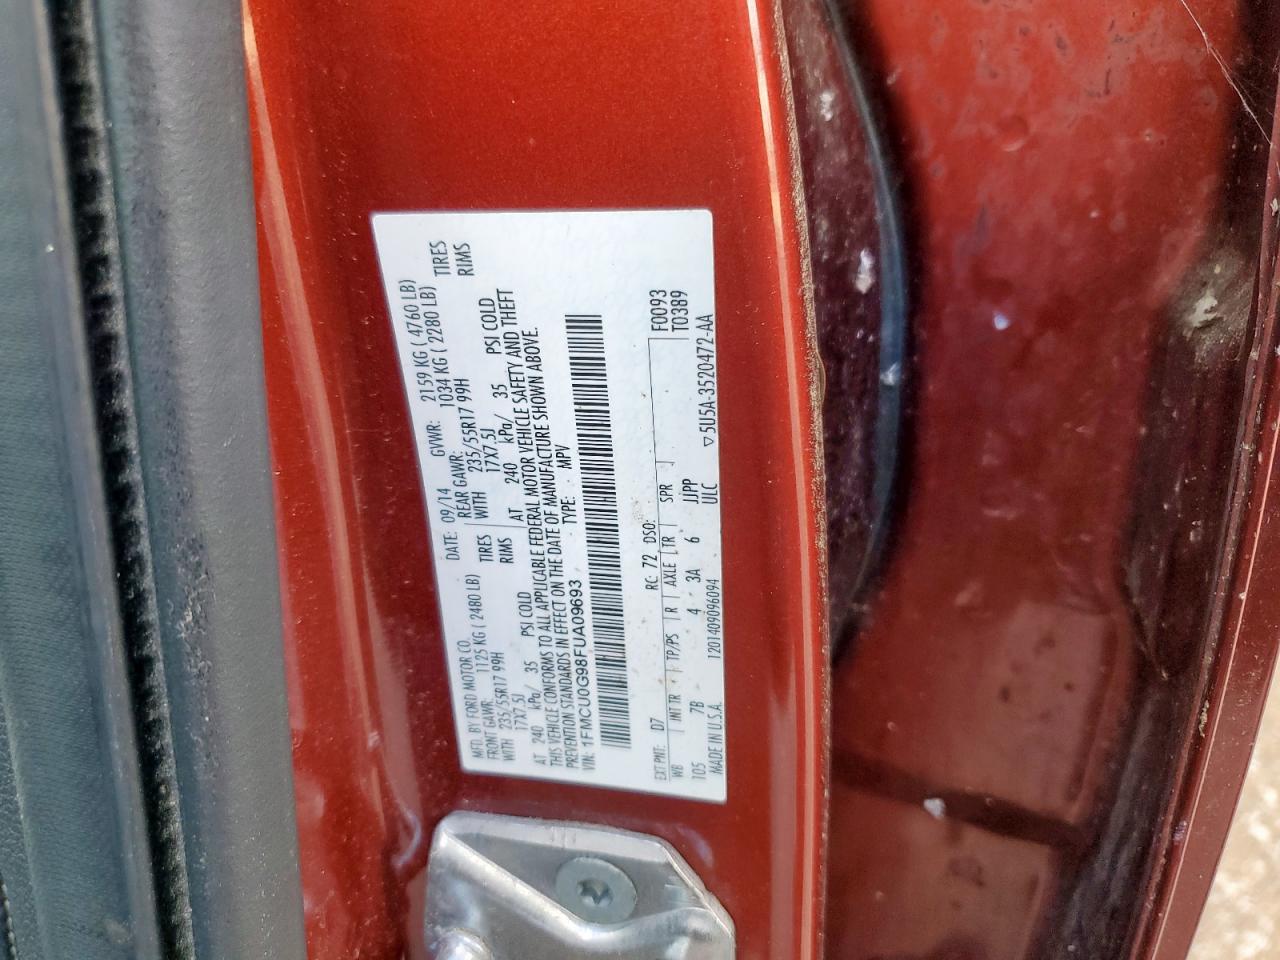 MFD. BY FORD MOTOR CO.
DATE: 09/14 GVWR: 2159 KG ( 4760 LB)
FRONT GAWR: 1125 KG ( 2480 LB) REAR GAWR: 1034 KG ( 2280 LB)
WITH 235/55R17 99H TIRES WITH 235/55R17 99H TIRES
17X7.5J RIMS 17X7.5J RIMS
AT 240 kPa/ 35 PSI COLD AT 240 kPa/ 35 PSI COLD
THIS VEHICLE CONFORMS TO ALL APPLICABLE FEDERAL MOTOR VEHICLE SAFETY AND THEFT
PREVENTION STANDARDS IN EFFECT ON THE DATE OF MANUFACTURE SHOWN ABOVE.
VIN: 1FMCU0G98FUA09693 TYPE: MPV
F0093
EXT PNT: D7 RC: 72 DSO: T0389
WB INT TR TP/PS R AXLE TR SPR
105 7B 4 3A 6 JJPP
MADE IN U.S.A. 1201409096094 ULC ▽5U5A-3520472-AA